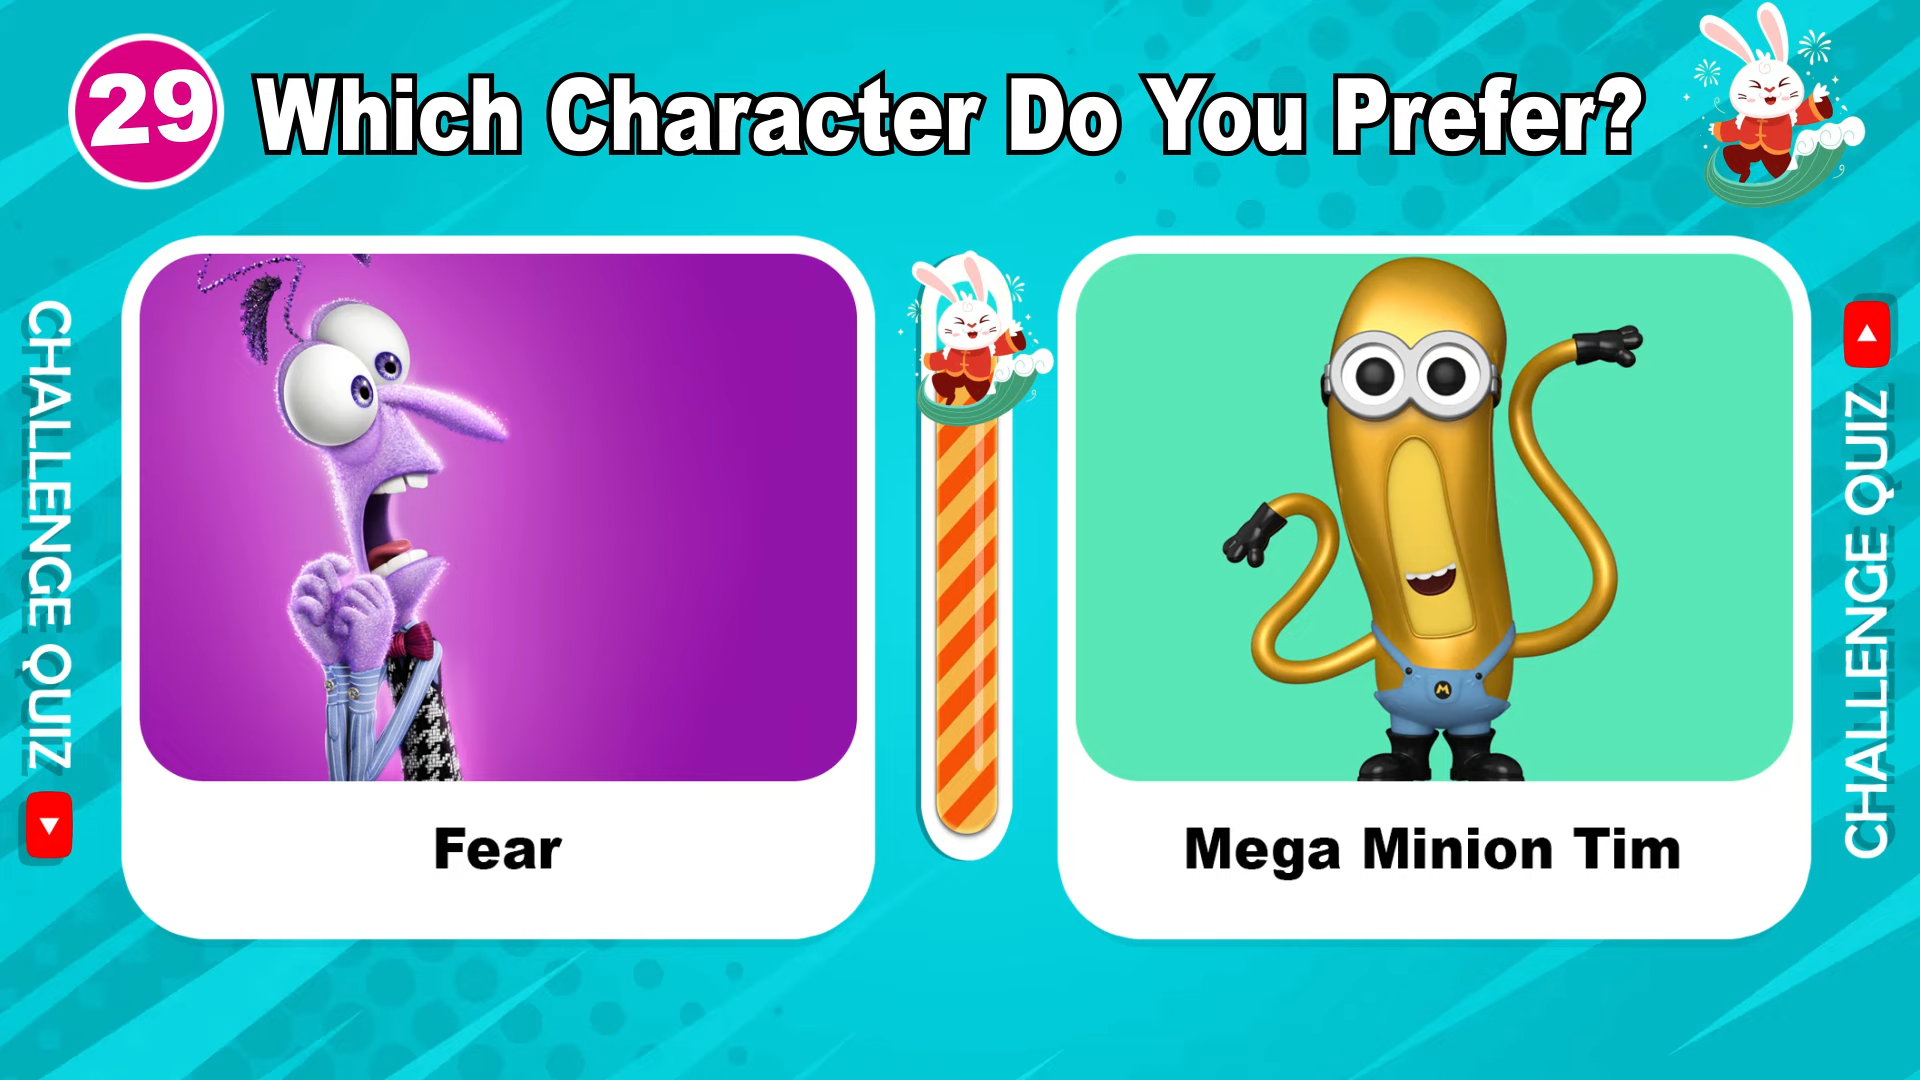 29
Which Character Do You Prefer?
CHALLENGE QUIZ
Fear
M
Mega Minion Tim
CHALLENGE QUIZ